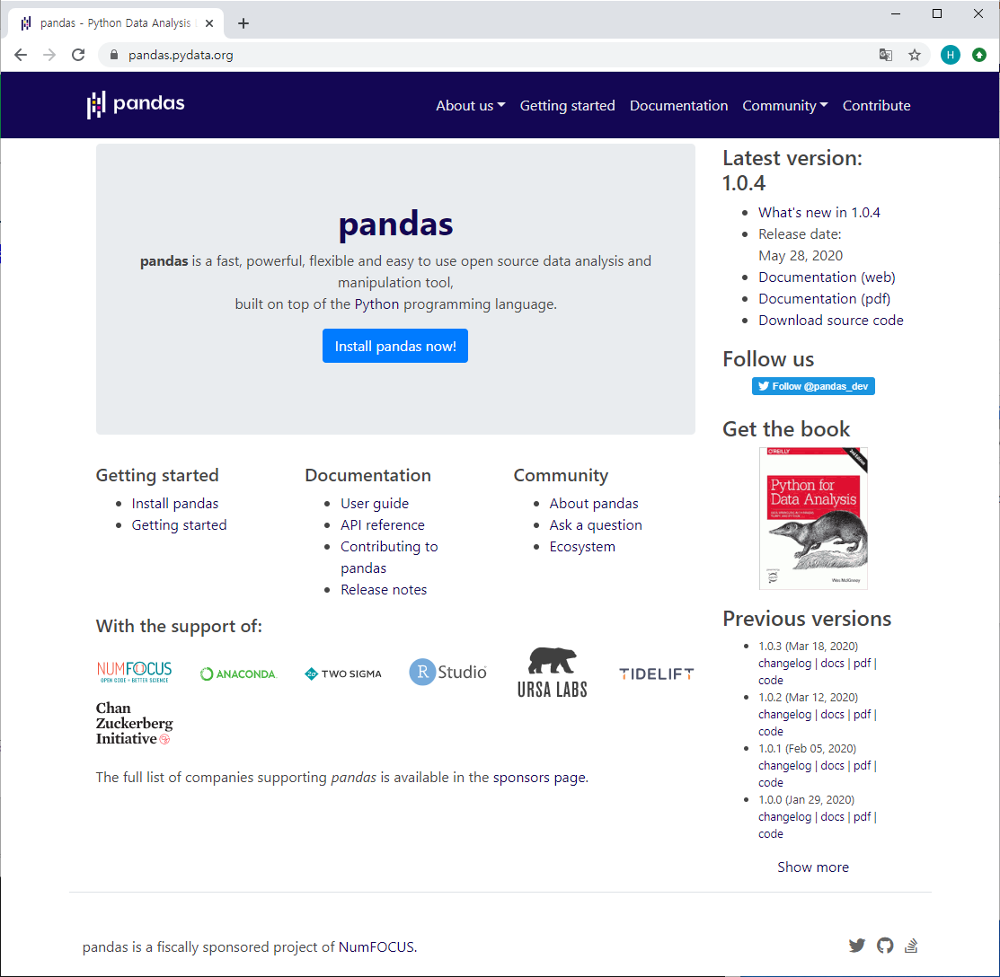 pandas - Python Data Analysis
pandas.pydata.org
H
pandas
About us
Getting started
Documentation
Community
Contribute
pandas
pandas is a fast, powerful, flexible and easy to use open source data analysis and
manipulation tool,
built on top of the Python programming language.
Install pandas now!
Getting started
Install pandas
Getting started
Documentation
User guide
API reference
Contributing to
pandas
Release notes
Community
About pandas
Ask a question
Ecosystem
With the support of:
NUMFOCUS
OPEN CODE = BETTER SCIENCE
ANACONDA
TWO SIGMA
R Studio
URSA LABS
TIDELIFT
Chan
Zuckerberg
Initiative
The full list of companies supporting pandas is available in the sponsors page.
Latest version:
1.0.4
What's new in 1.0.4
Release date:
May 28, 2020
Documentation (web)
Documentation (pdf)
Download source code
Follow us
Follow @pandas_dev
Get the book
O'REILLY
2nd Edition
Python for
Data Analysis
Wes McKinney
Previous versions
1.0.3 (Mar 18, 2020)
changelog | docs | pdf |
code
1.0.2 (Mar 12, 2020)
changelog | docs | pdf |
code
1.0.1 (Feb 05, 2020)
changelog | docs | pdf |
code
1.0.0 (Jan 29, 2020)
changelog | docs | pdf |
code
Show more
pandas is a fiscally sponsored project of NumFOCUS.